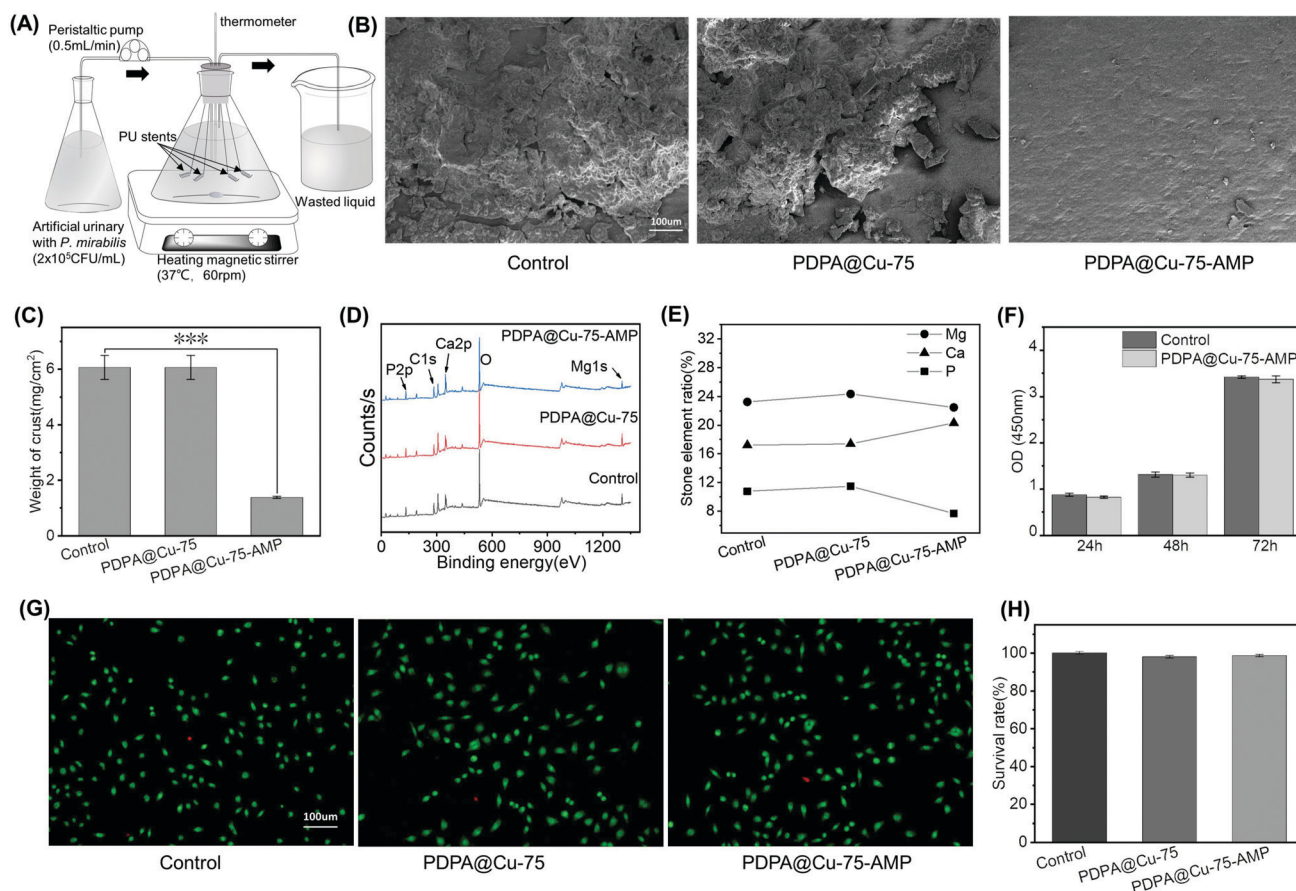 (A)
thermometer
Peristaltic pump
(0.5mL/min)
PU stents
Wasted liquid
Artificial urinary
with P. mirabilis
(2x10⁵CFU/mL)
Heating magnetic stirrer
(37℃, 60rpm)
(B)
100um
Control
PDPA@Cu-75
PDPA@Cu-75-AMP
(C)
Weight of crust(mg/cm²)
8
6
4
2
0
***
Control
PDPA@Cu-75
PDPA@Cu-75-AMP
(D)
Counts/s
PDPA@Cu-75-AMP
Ca2p
C1s
P2p
O
Mg1s
PDPA@Cu-75
Control
0
300
600
900
1200
Binding energy(eV)
(E)
Stone element ratio(%)
32
28
24
20
16
12
8
Mg
Ca
P
Control
PDPA@Cu-75
PDPA@Cu-75-AMP
(F)
OD (450nm)
4
3
2
1
0
Control
PDPA@Cu-75-AMP
24h
48h
72h
(G)
100um
Control
PDPA@Cu-75
PDPA@Cu-75-AMP
(H)
Survival rate(%)
120
100
80
60
40
20
0
Control
PDPA@Cu-75
PDPA@Cu-75-AMP